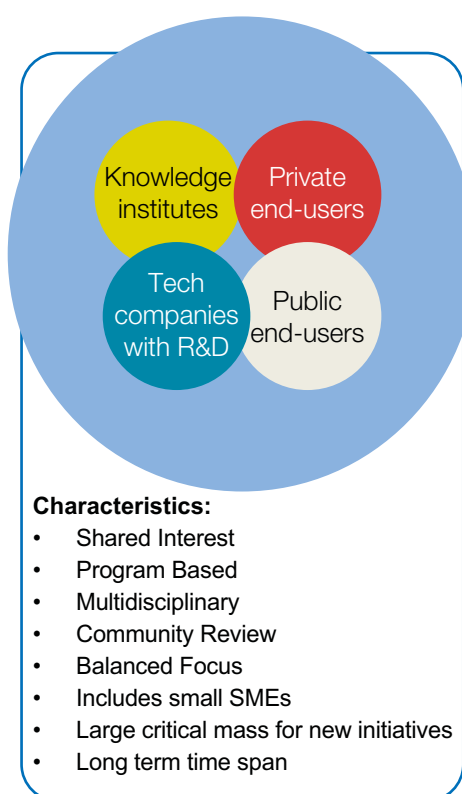 Knowledge
institutes
Private
end-users
Tech
companies
with R&D
Public
end-users
Characteristics:
• Shared Interest
• Program Based
• Multidisciplinary
• Community Review
• Balanced Focus
• Includes small SMEs
• Large critical mass for new initiatives
• Long term time span